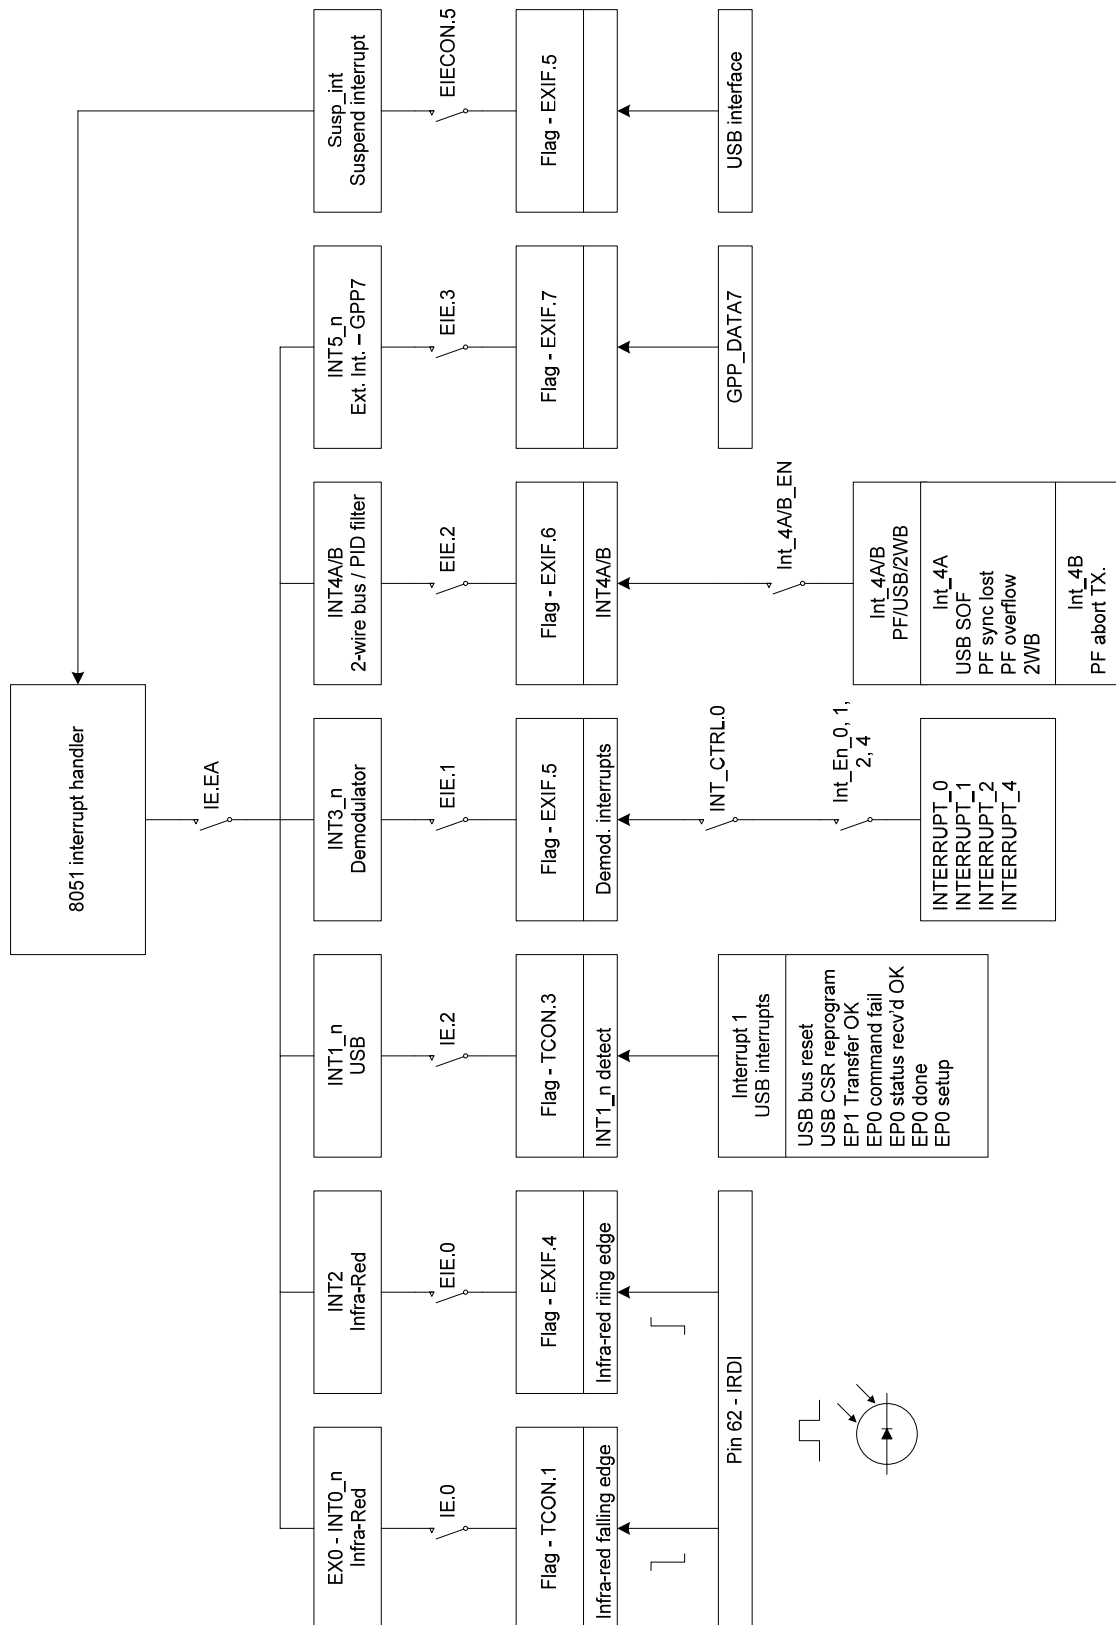 8051 interrupt handler
IE.EA
EX0 - INT0_n
Infra-Red
INT2
Infra-Red
INT1_n
USB
INT3_n
Demodulator
INT4A/B
2-wire bus / PID filter
INT5_n
Ext. Int. – GPP7
Susp_int
Suspend interrupt
IE.0
EIE.0
IE.2
EIE.1
EIE.2
EIE.3
EIECON.5
Flag - TCON.1
Infra-red falling edge
Flag - EXIF.4
Infra-red riing edge
Flag - TCON.3
INT1_n detect
Flag - EXIF.5
Demod. interrupts
Flag - EXIF.6
INT4A/B
Flag - EXIF.7
Flag - EXIF.5
Pin 62 - IRDI
Interrupt 1
USB interrupts
USB bus reset
USB CSR reprogram
EP1 Transfer OK
EP0 command fail
EP0 status recv'd OK
EP0 done
EP0 setup
INT_CTRL.0
Int_En_0, 1,
2, 4
INTERRUPT_0
INTERRUPT_1
INTERRUPT_2
INTERRUPT_4
Int_4A/B_EN
Int_4A/B
PF/USB/2WB
Int_4A
USB SOF
PF sync lost
PF overflow
2WB
Int_4B
PF abort TX.
GPP_DATA7
USB interface